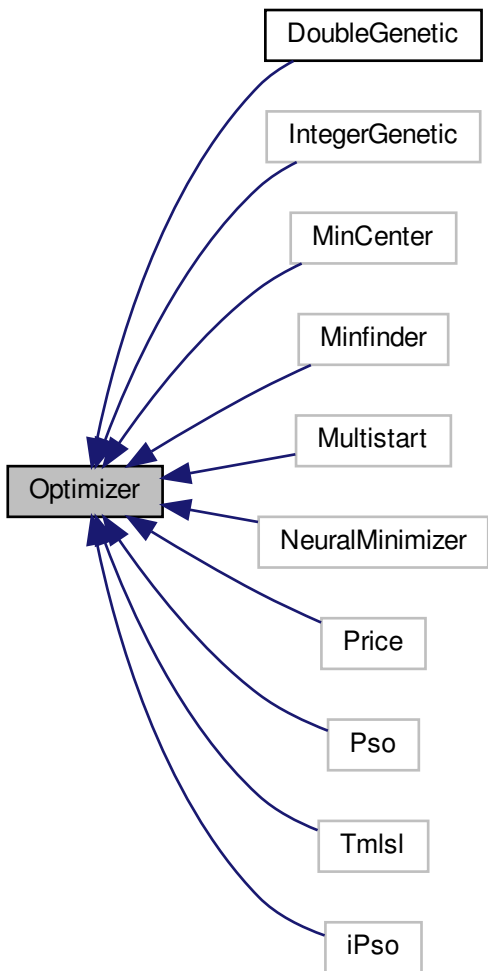 DoubleGenetic
IntegerGenetic
MinCenter
Minfinder
Multistart
Optimizer
NeuralMinimizer
Price
Pso
Tmlsl
iPso